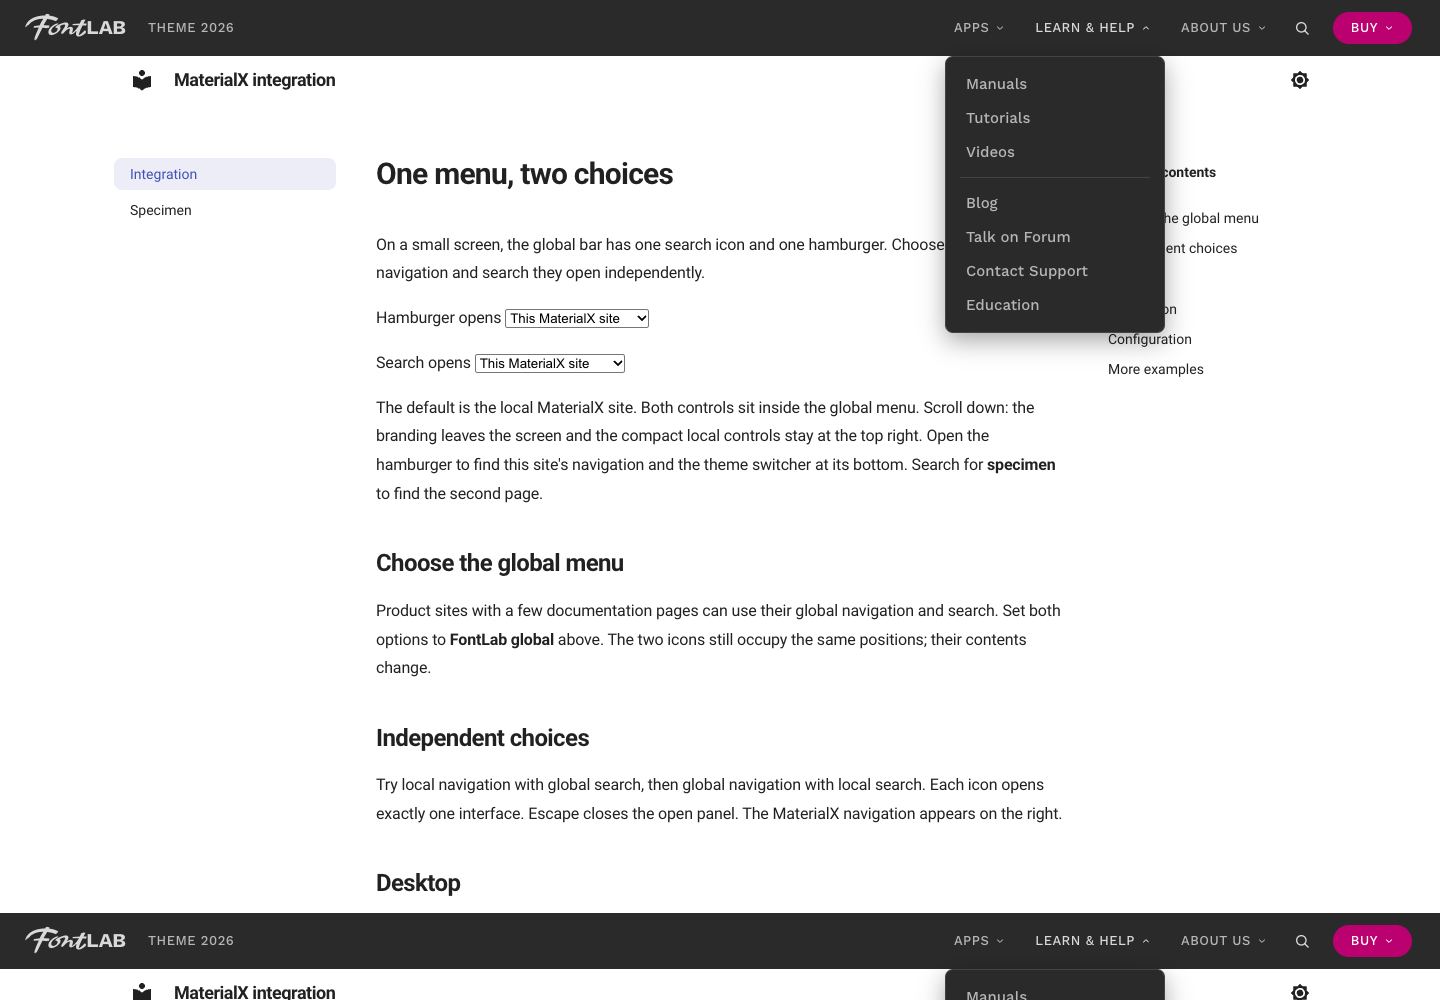 FontLAB THEME 2026 APPS LEARN & HELP ABOUT US BUY
MaterialX integration
Manuals
Tutorials
Videos
Blog
Talk on Forum
Contact Support
Education
Integration
Specimen
One menu, two choices
On a small screen, the global bar has one search icon and one hamburger. Choose
navigation and search they open independently.
Hamburger opens This MaterialX site
Search opens This MaterialX site
The default is the local MaterialX site. Both controls sit inside the global menu. Scroll down: the
branding leaves the screen and the compact local controls stay at the top right. Open the
hamburger to find this site's navigation and the theme switcher at its bottom. Search for specimen
to find the second page.
Choose the global menu
Product sites with a few documentation pages can use their global navigation and search. Set both
options to FontLab global above. The two icons still occupy the same positions; their contents
change.
Independent choices
Try local navigation with global search, then global navigation with local search. Each icon opens
exactly one interface. Escape closes the open panel. The MaterialX navigation appears on the right.
Desktop
contents
the global menu
choices
Configuration
More examples
FontLAB THEME 2026 APPS LEARN & HELP ABOUT US BUY
MaterialX integration
Manuals